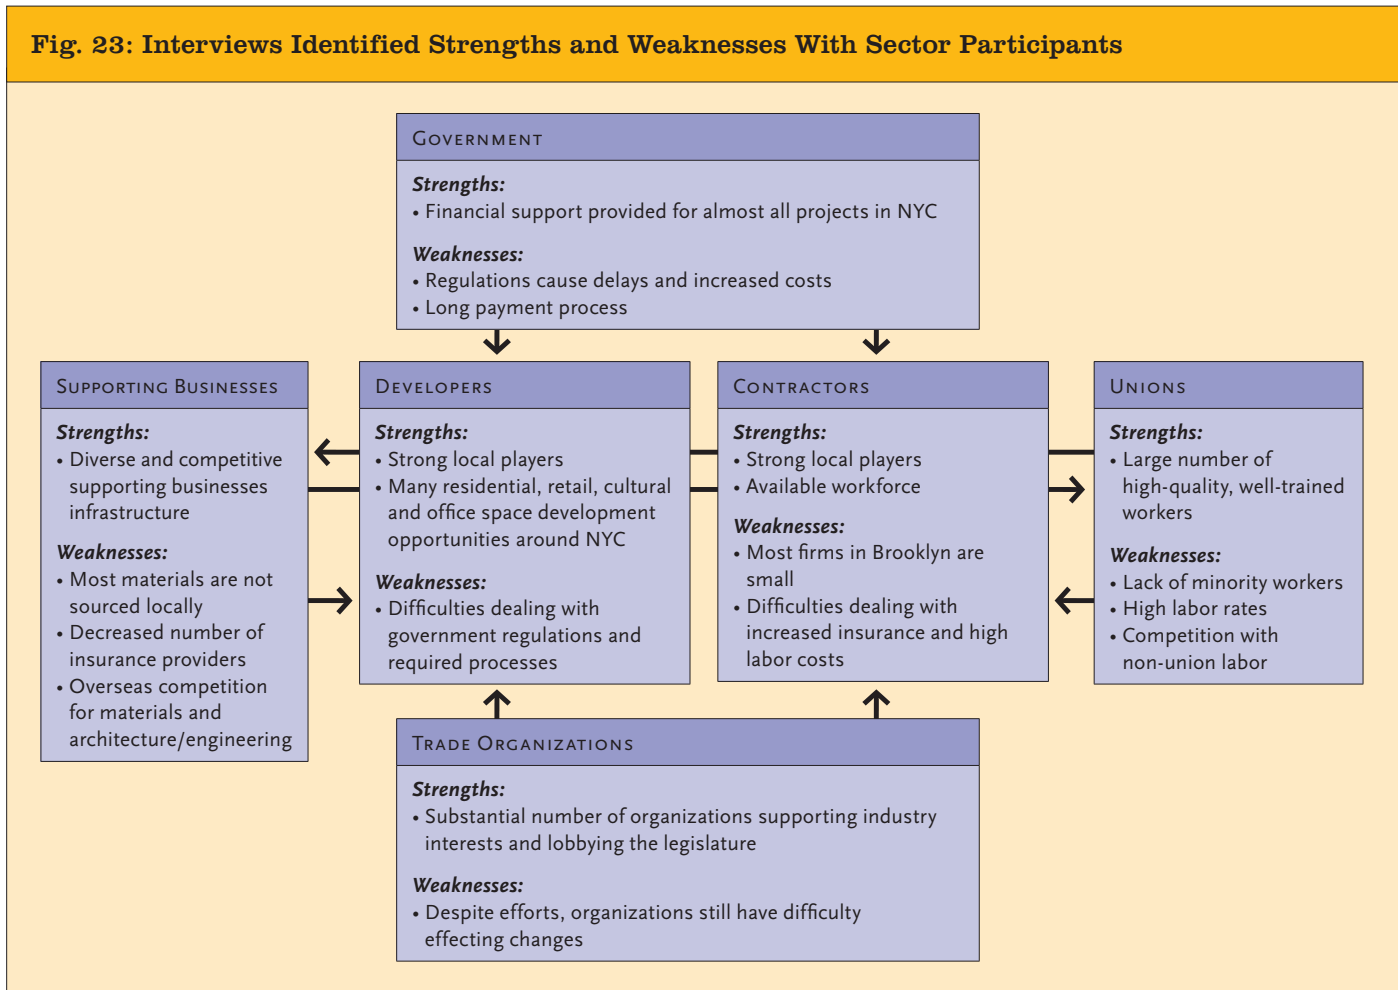 Fig. 23: Interviews Identified Strengths and Weaknesses With Sector Participants
GOVERNMENT
Strengths:
• Financial support provided for almost all projects in NYC
Weaknesses:
• Regulations cause delays and increased costs
• Long payment process
SUPPORTING BUSINESSES
Strengths:
• Diverse and competitive
supporting businesses
infrastructure
Weaknesses:
• Most materials are not
sourced locally
• Decreased number of
insurance providers
• Overseas competition
for materials and
architecture/engineering
DEVELOPERS
Strengths:
• Strong local players
• Many residential, retail, cultural
and office space development
opportunities around NYC
Weaknesses:
• Difficulties dealing with
government regulations and
required processes
CONTRACTORS
Strengths:
• Strong local players
• Available workforce
Weaknesses:
• Most firms in Brooklyn are
small
• Difficulties dealing with
increased insurance and high
labor costs
UNIONS
Strengths:
• Large number of
high-quality, well-trained
workers
Weaknesses:
• Lack of minority workers
• High labor rates
• Competition with
non-union labor
TRADE ORGANIZATIONS
Strengths:
• Substantial number of organizations supporting industry
interests and lobbying the legislature
Weaknesses:
• Despite efforts, organizations still have difficulty
effecting changes